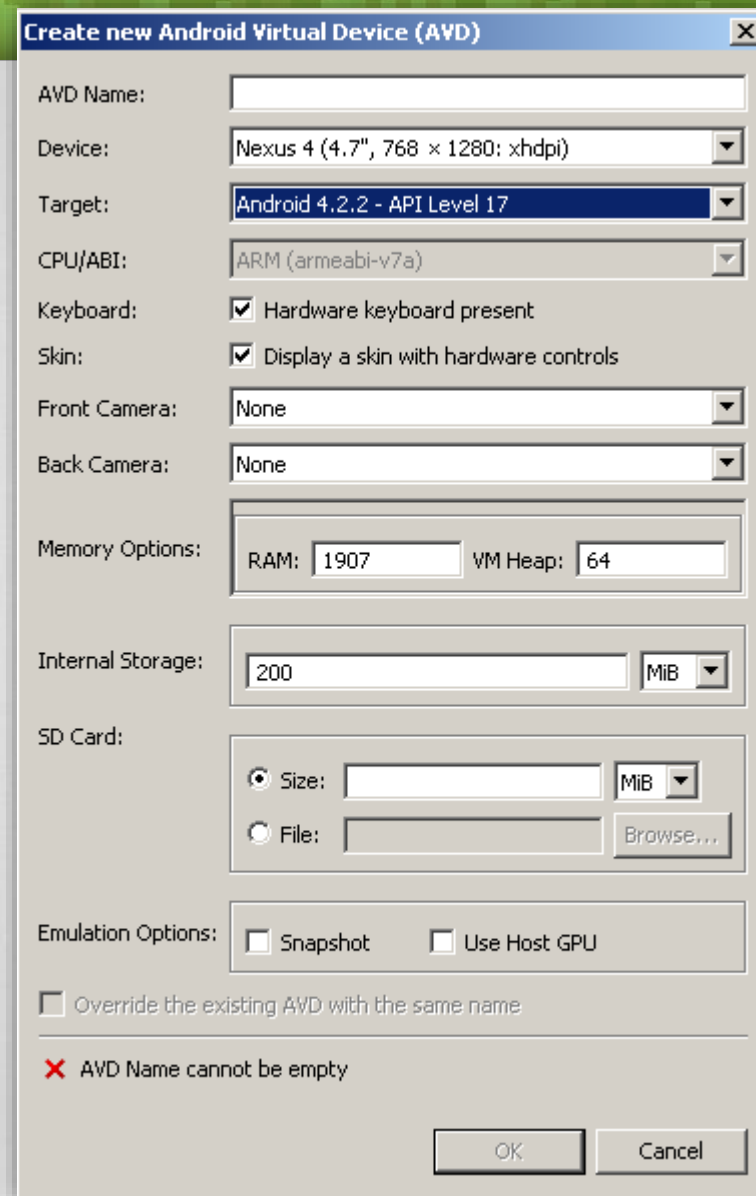 Create new Android Virtual Device (AVD)
AVD Name:
Device: Nexus 4 (4.7", 768 × 1280: xhdpi)
Target: Android 4.2.2 - API Level 17
CPU/ABI: ARM (armeabi-v7a)
Keyboard: Hardware keyboard present
Skin: Display a skin with hardware controls
Front Camera: None
Back Camera: None
Memory Options: RAM: 1907 VM Heap: 64
Internal Storage: 200 MiB
SD Card:
Size: MiB
File: Browse...
Emulation Options: Snapshot Use Host GPU
Override the existing AVD with the same name
AVD Name cannot be empty
OK Cancel